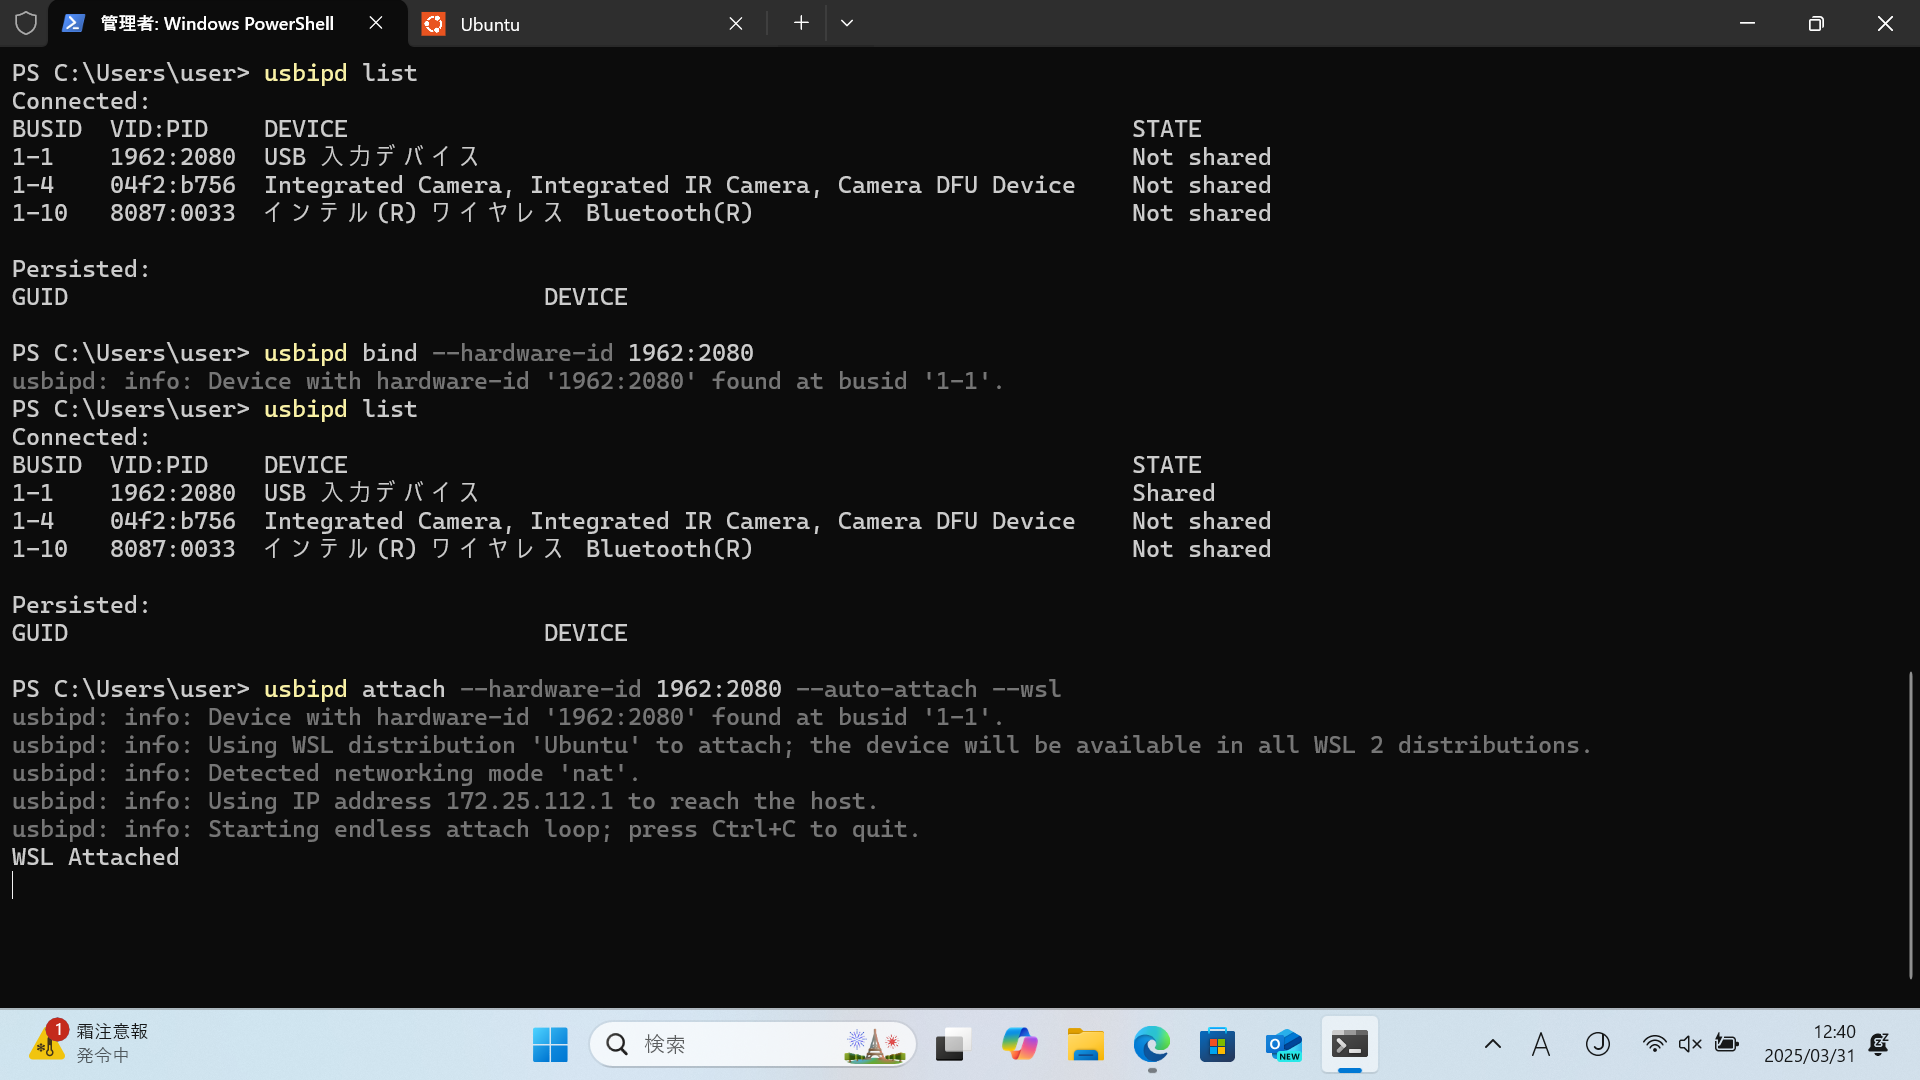 管理者: Windows PowerShell
Ubuntu
PS C:\Users\user> usbipd list
Connected:
BUSID  VID:PID    DEVICE                                                        STATE
1-1    1962:2080  USB 入力デバイス                                              Not shared
1-4    04f2:b756  Integrated Camera, Integrated IR Camera, Camera DFU Device    Not shared
1-10   8087:0033  インテル(R) ワイヤレス Bluetooth(R)                           Not shared
Persisted:
GUID                                  DEVICE
PS C:\Users\user> usbipd bind --hardware-id 1962:2080
usbipd: info: Device with hardware-id '1962:2080' found at busid '1-1'.
PS C:\Users\user> usbipd list
Connected:
BUSID  VID:PID    DEVICE                                                        STATE
1-1    1962:2080  USB 入力デバイス                                              Shared
1-4    04f2:b756  Integrated Camera, Integrated IR Camera, Camera DFU Device    Not shared
1-10   8087:0033  インテル(R) ワイヤレス Bluetooth(R)                           Not shared
Persisted:
GUID                                  DEVICE
PS C:\Users\user> usbipd attach --hardware-id 1962:2080 --auto-attach --wsl
usbipd: info: Device with hardware-id '1962:2080' found at busid '1-1'.
usbipd: info: Using WSL distribution 'Ubuntu' to attach; the device will be available in all WSL 2 distributions.
usbipd: info: Detected networking mode 'nat'.
usbipd: info: Using IP address 172.25.112.1 to reach the host.
usbipd: info: Starting endless attach loop; press Ctrl+C to quit.
WSL Attached
1
霜注意報
発令中
検索
NEW
A
J
12:40
2025/03/31